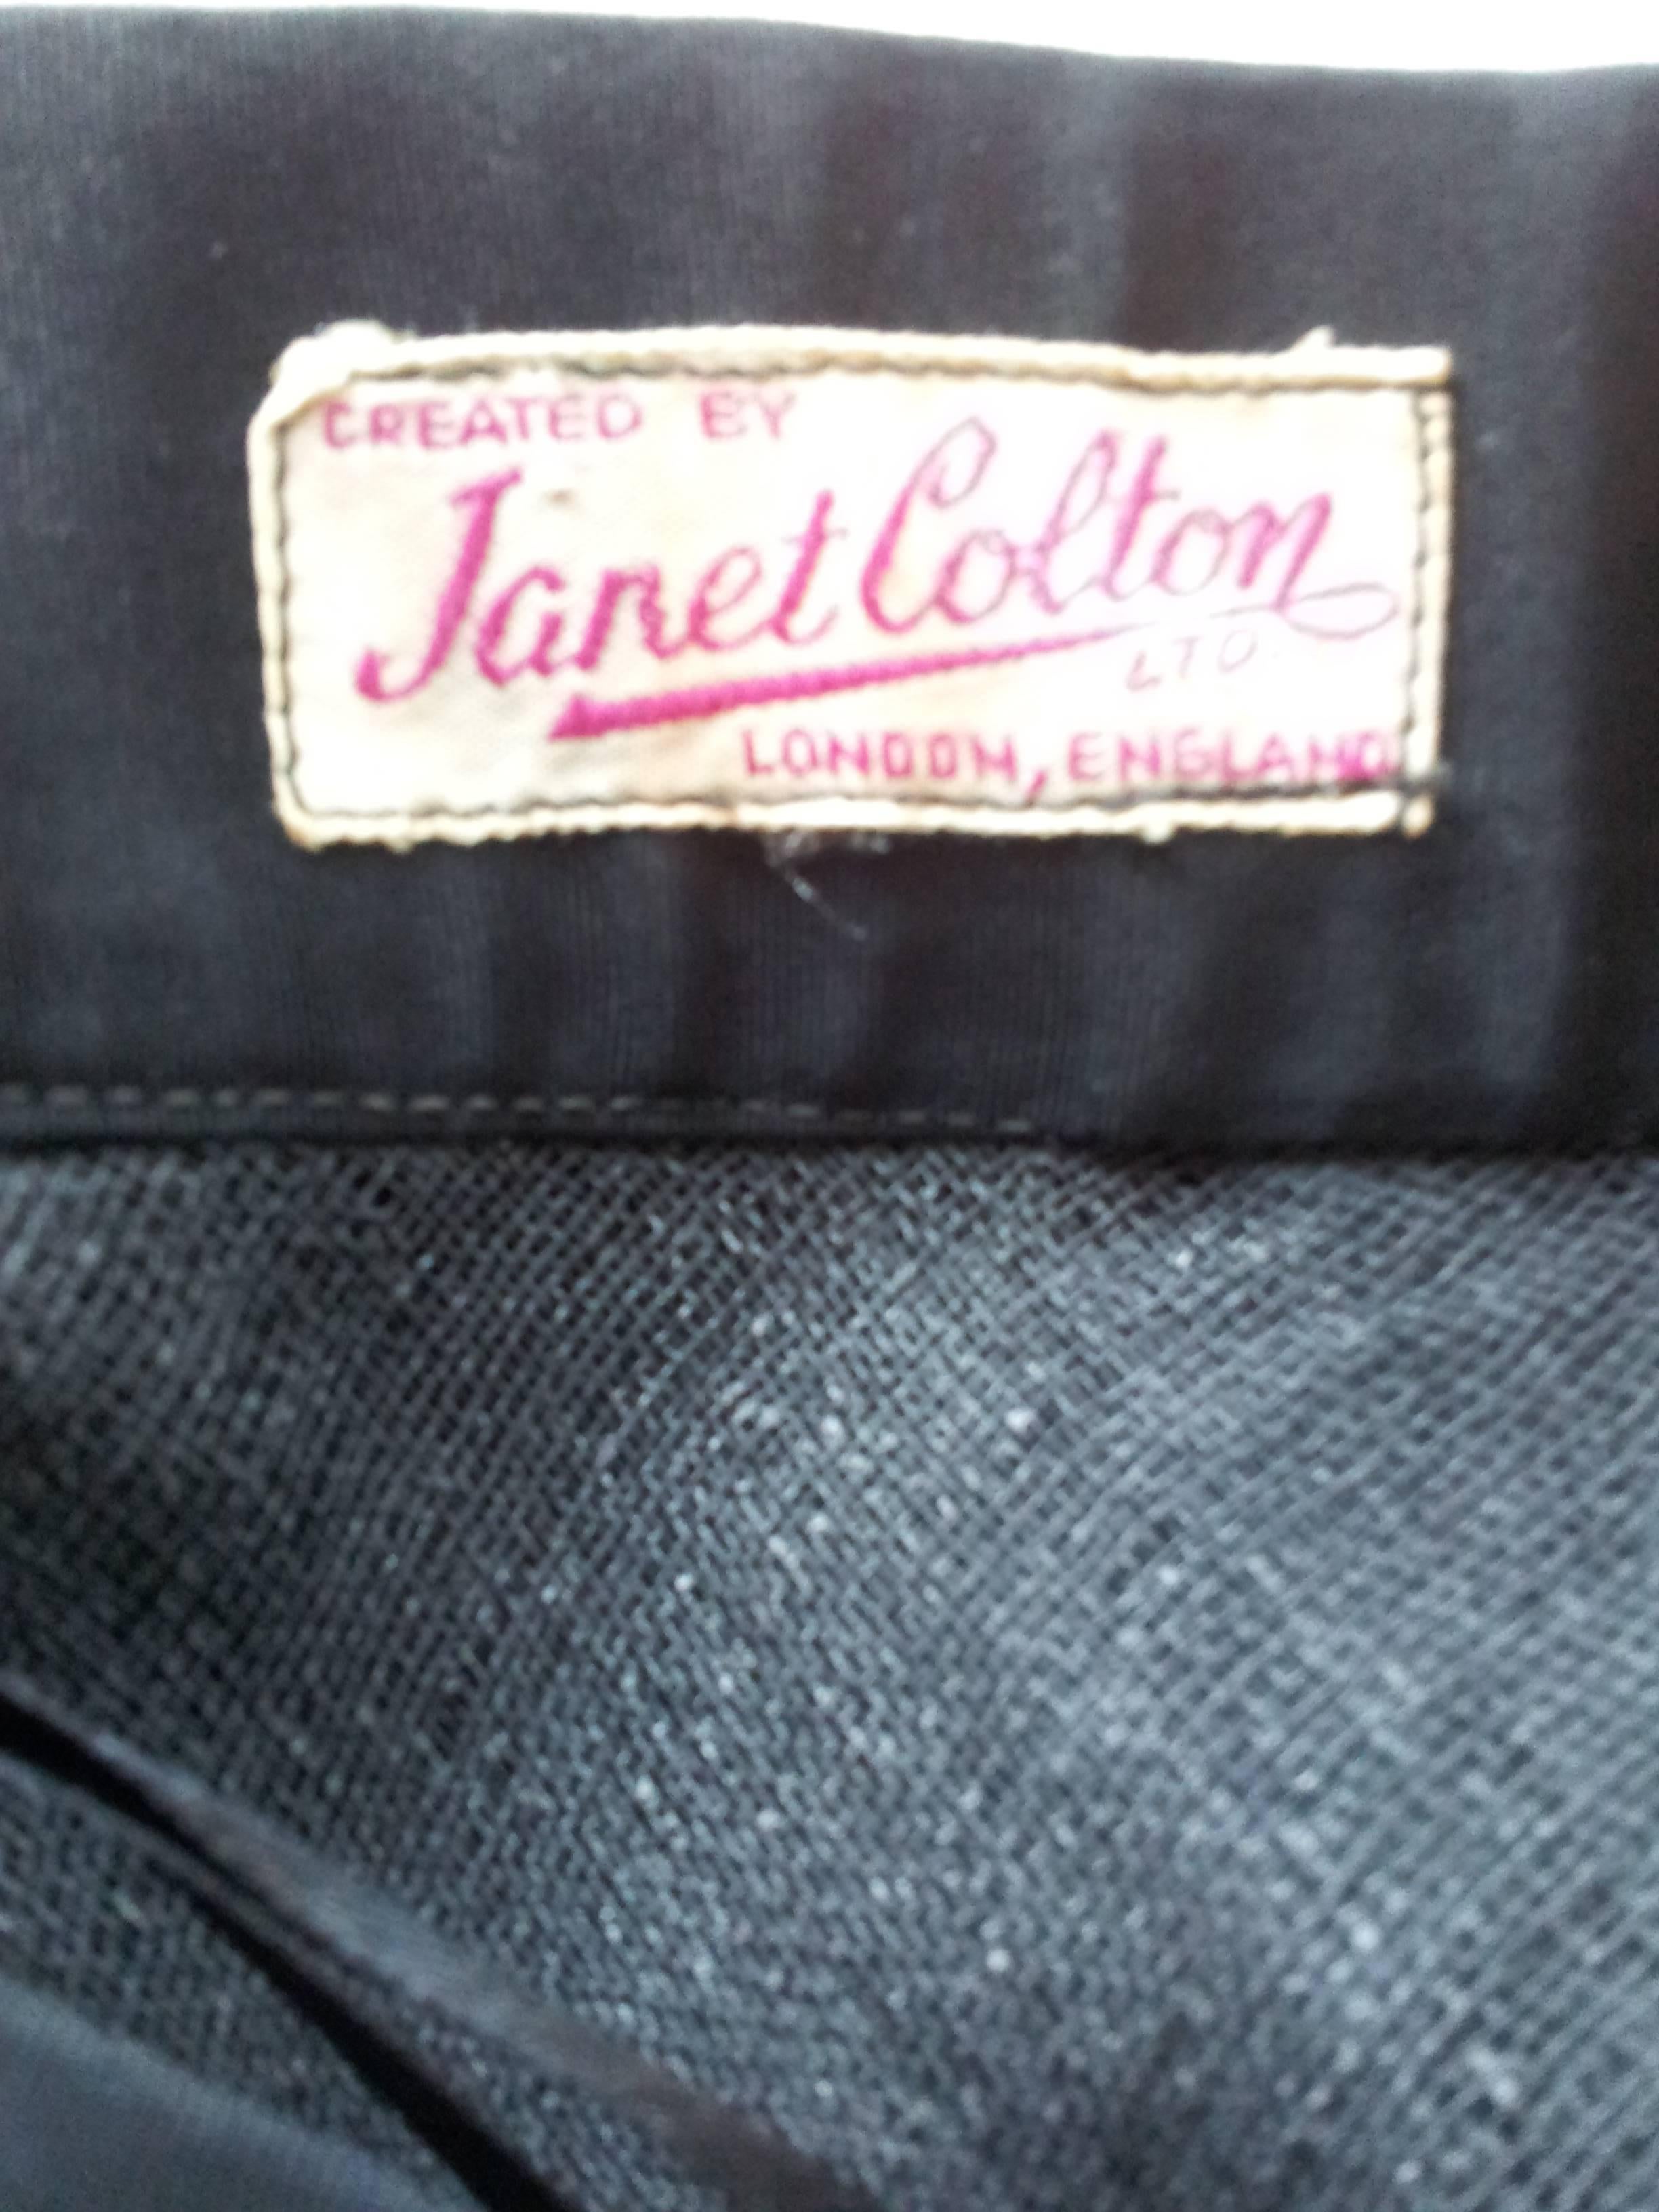 CREATED BY
Janet Colton
LTD.
LONDON, ENGLAND